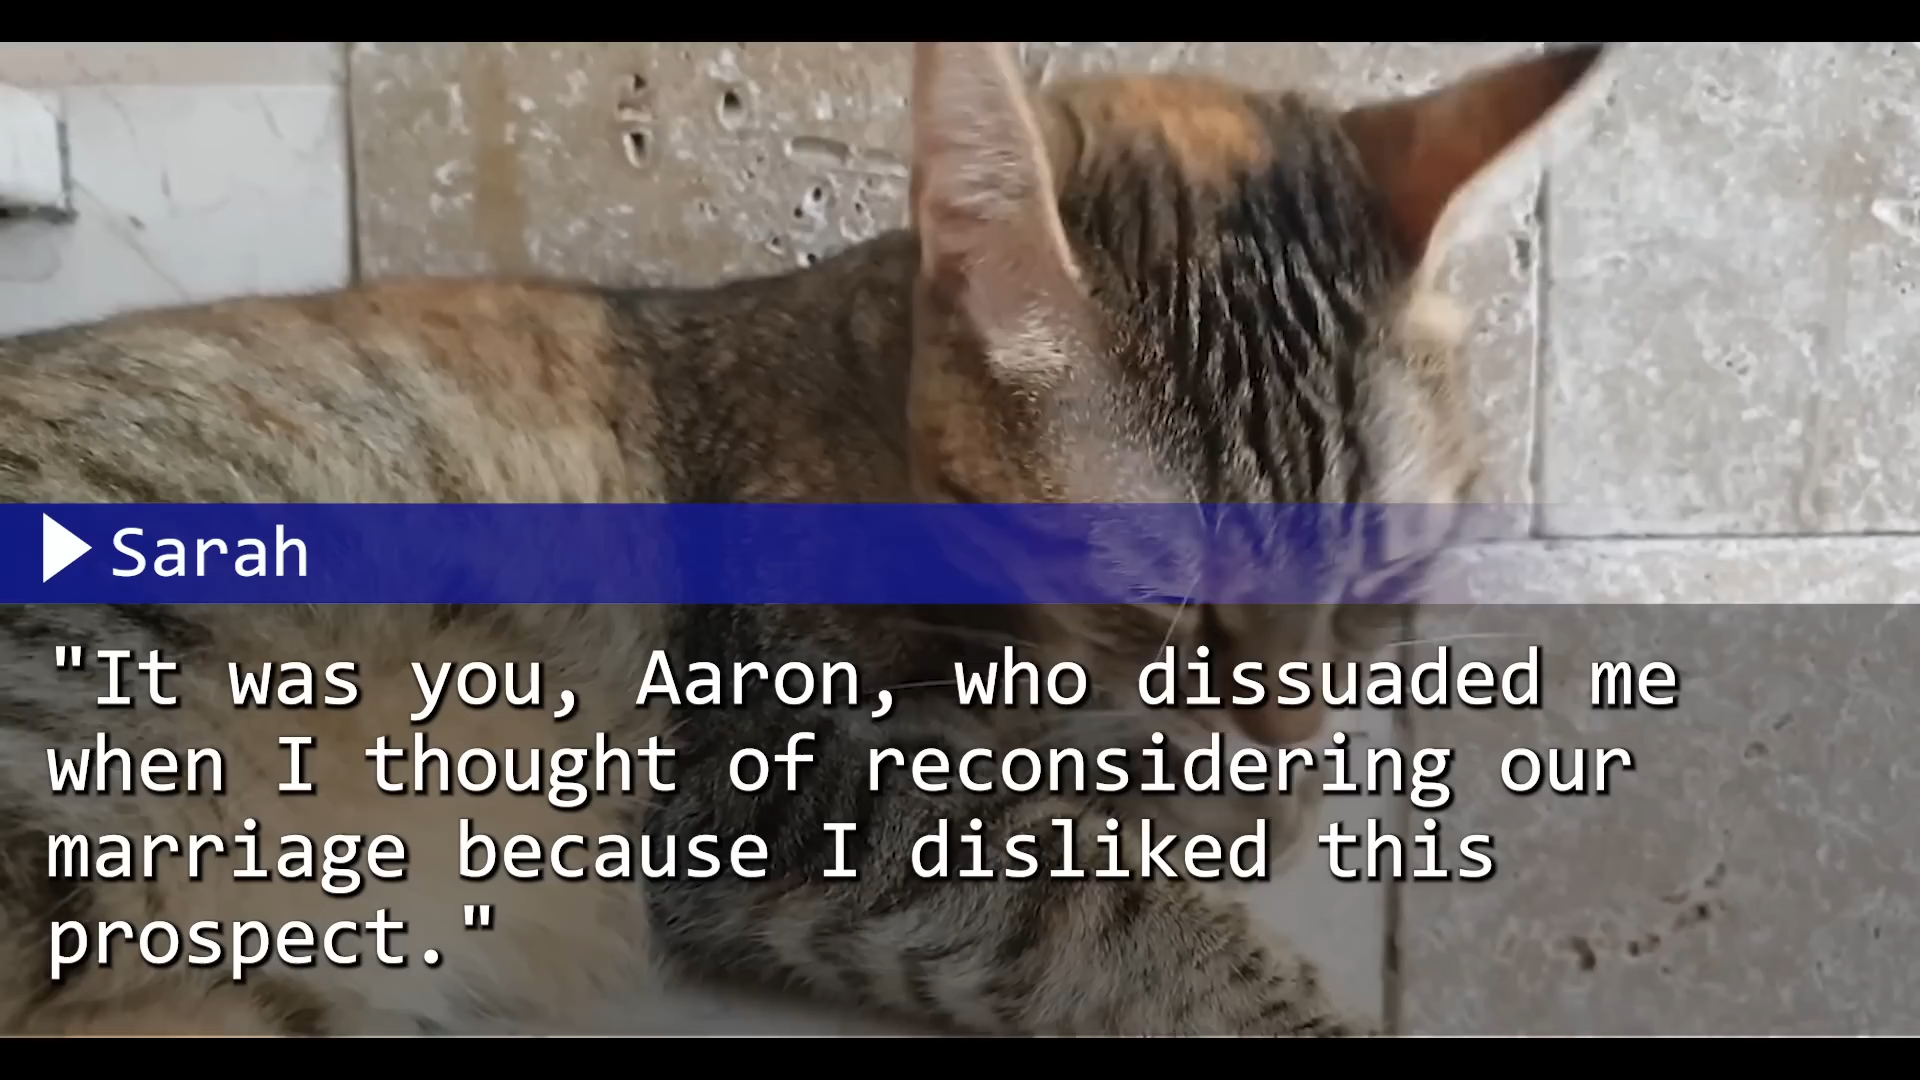 Sarah
"It was you, Aaron, who dissuaded me
when I thought of reconsidering our
marriage because I disliked this
prospect."